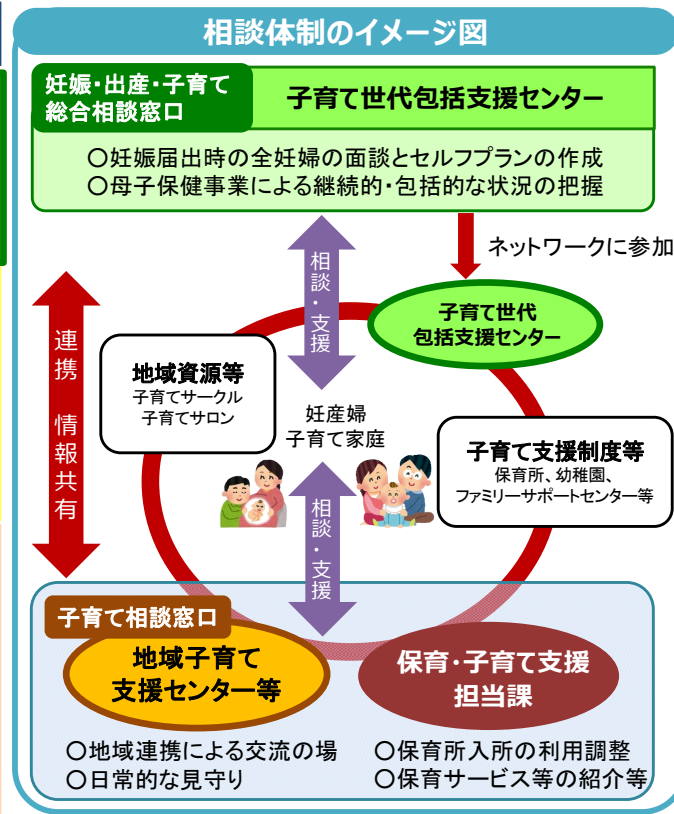 相談体制のイメージ図
妊娠・出産・子育て
総合相談窓口
子育て世代包括支援センター
○妊娠届出時の全妊婦の面談とセルフプランの作成
○母子保健事業による継続的・包括的な状況の把握
相談・支援
ネットワークに参加
子育て世代
包括支援センター
連携 情報共有
地域資源等
子育てサークル
子育てサロン
妊産婦
子育て家庭
子育て支援制度等
保育所、幼稚園、
ファミリーサポートセンター等
相談・支援
子育て相談窓口
地域子育て
支援センター等
保育・子育て支援
担当課
○地域連携による交流の場
○日常的な見守り
○保育所入所の利用調整
○保育サービス等の紹介等